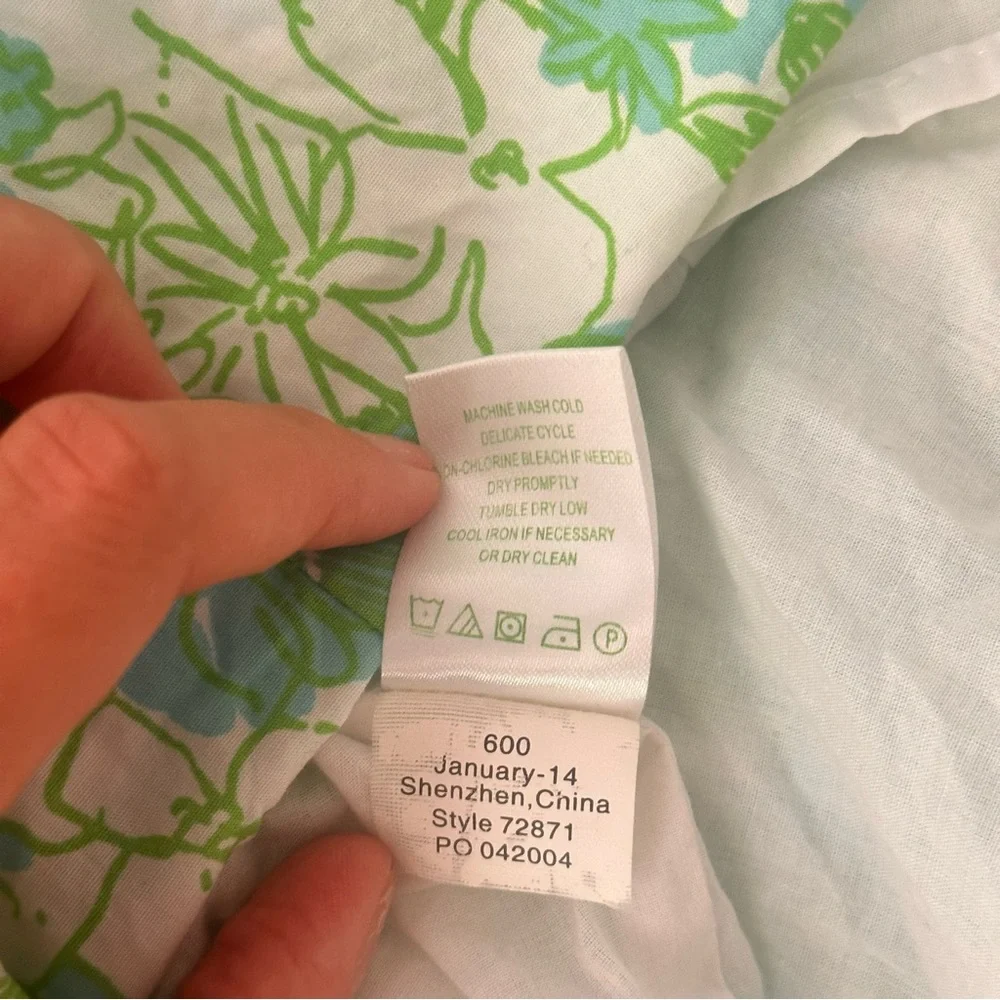 MACHINE WASH COLD
DELICATE CYCLE
ON-CHLORINE BLEACH IF NEEDED
DRY PROMPTLY
TUMBLE DRY LOW
COOL IRON IF NECESSARY
OR DRY CLEAN
P
600
January-14
Shenzhen,China
Style 72871
PO 042004